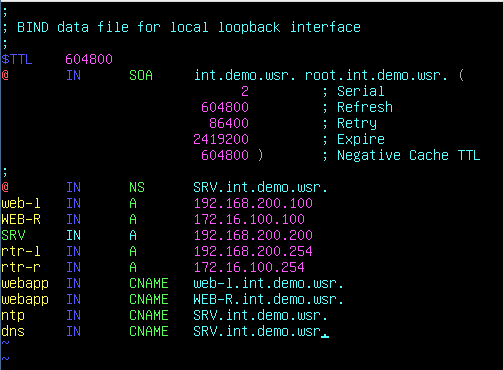 ;
; BIND data file for local loopback interface
;
$TTL 604800
@ IN SOA int.demo.wsr. root.int.demo.wsr. (
2 ; Serial
604800 ; Refresh
86400 ; Retry
2419200 ; Expire
604800 ) ; Negative Cache TTL
;
@ IN NS SRV.int.demo.wsr.
web-l IN A 192.168.200.100
WEB-R IN A 172.16.100.100
SRV IN A 192.168.200.200
rtr-l IN A 192.168.200.254
rtr-r IN A 172.16.100.254
webapp IN CNAME web-l.int.demo.wsr.
webapp IN CNAME WEB-R.int.demo.wsr.
ntp IN CNAME SRV.int.demo.wsr.
dns IN CNAME SRV.int.demo.wsr.
~
~